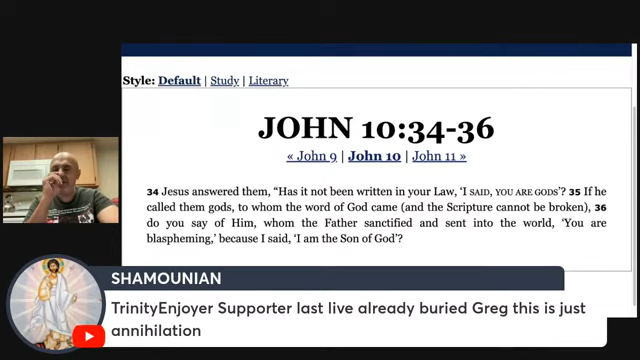 Style: Default | Study | Literary
JOHN 10:34-36
« John 9 | John 10 | John 11 »
34 Jesus answered them, “Has it not been written in your Law, ‘I SAID, YOU ARE GODS’? 35 If he
called them gods, to whom the word of God came (and the Scripture cannot be broken), 36
do you say of Him, whom the Father sanctified and sent into the world, ‘You are
blaspheming,’ because I said, ‘I am the Son of God’?
SHAMOUNIAN
TrinityEnjoyer Supporter last live already buried Greg this is just
annihilation